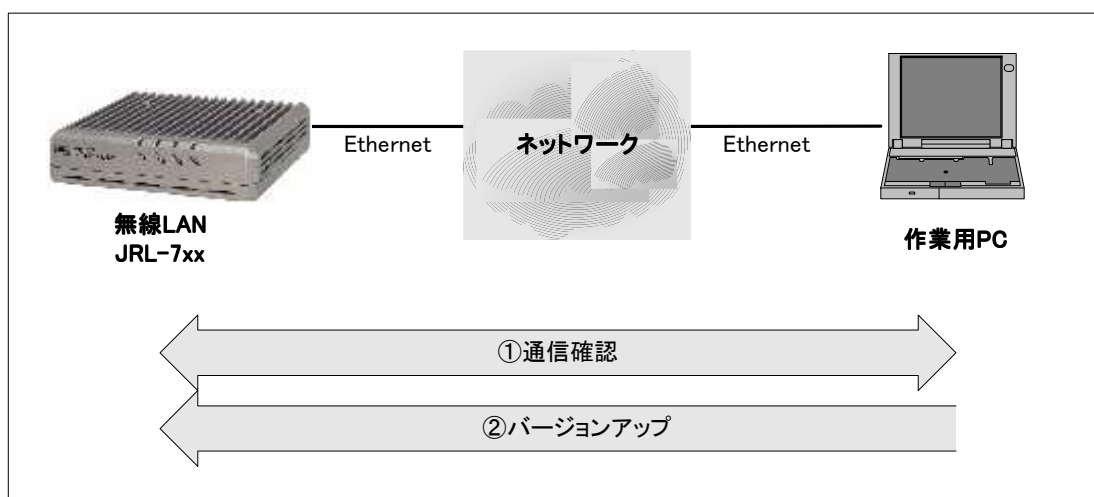 Ethernet
ネットワーク
Ethernet
無線LAN
JRL-7xx
作業用PC
①通信確認
②バージョンアップ